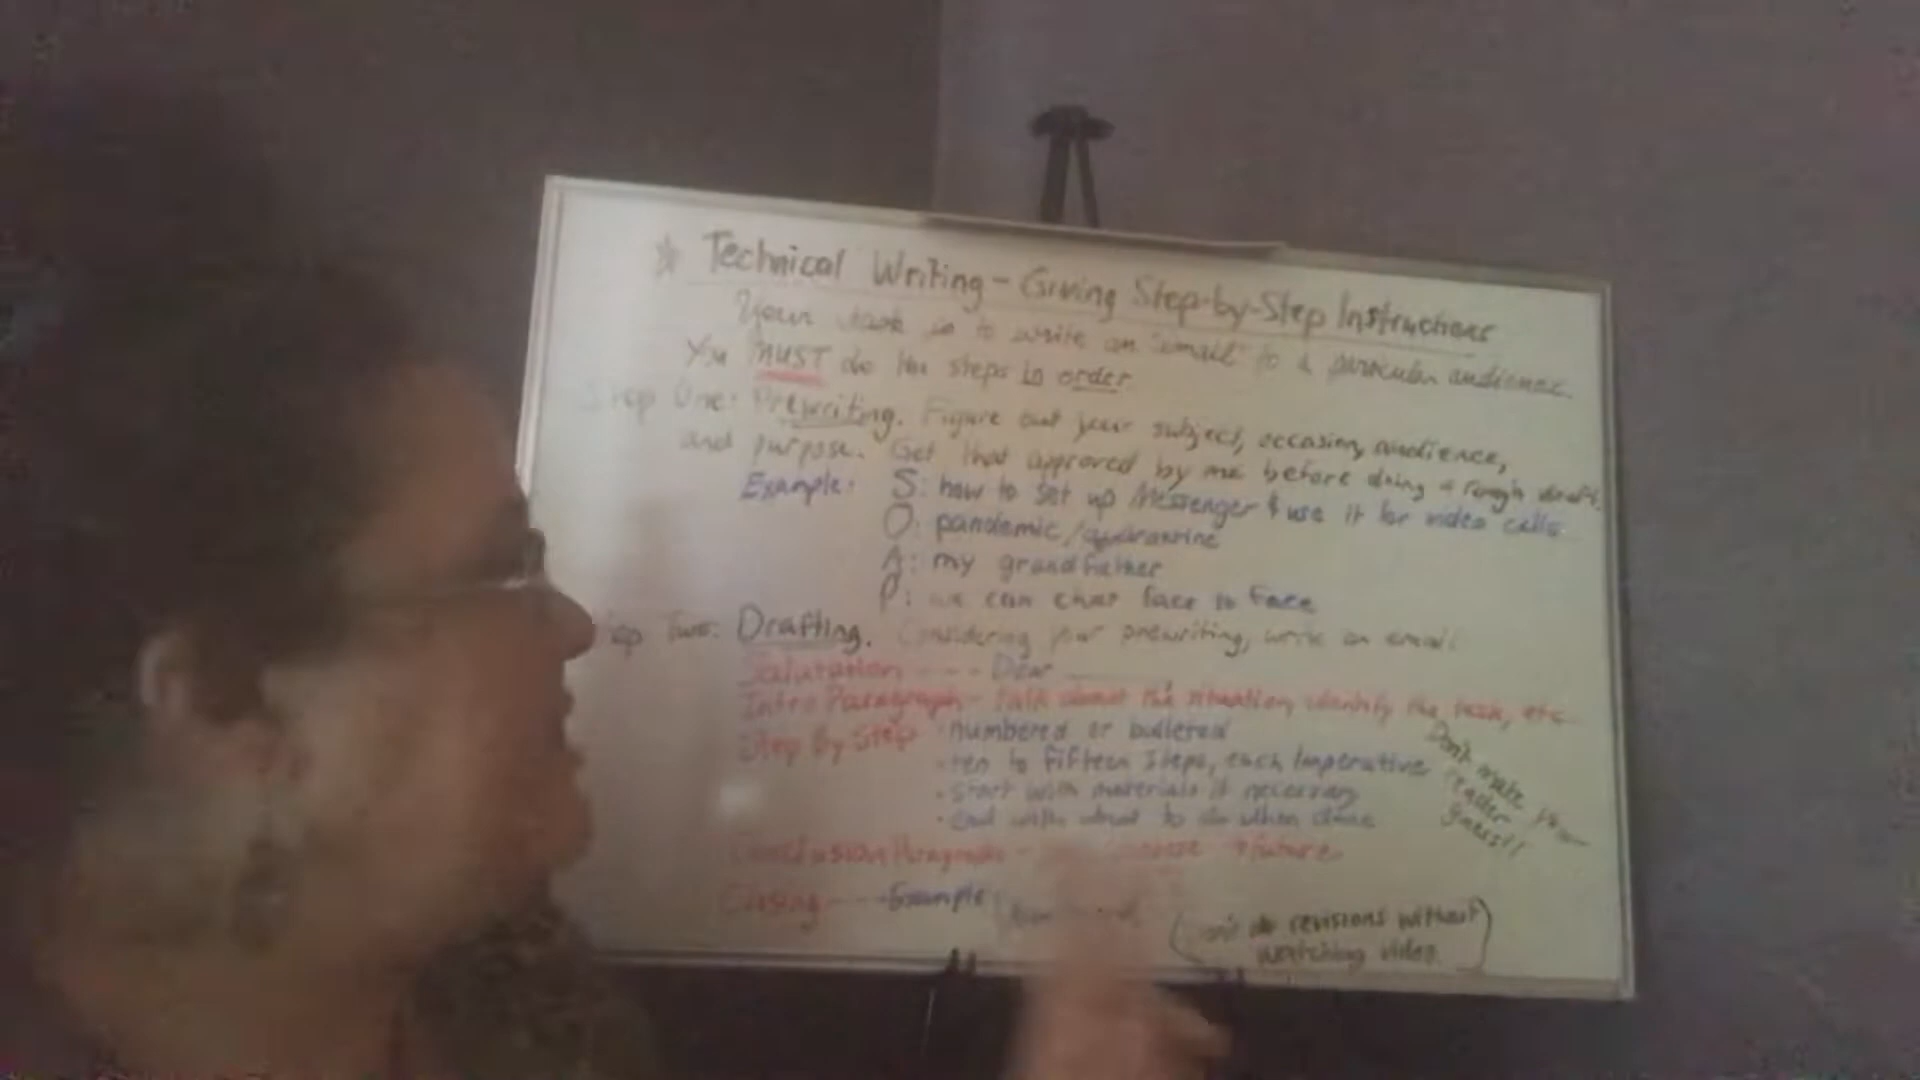 * Technical Writing - Giving Step-by-Step Instructions
Your task is to write an "email" to a particular audience.
You MUST do the steps in order
Step One: Prewriting. Figure out your subject, occasion, audience,
and purpose. Get that approved by me before doing a rough draft.
Example: S: how to set up Messenger & use it for video calls
O: pandemic/quarantine
A: my grandfather
P: we can chat face to face
Step Two: Drafting. Considering your prewriting, write an email.
Salutation ---- Dear
Intro Paragraph - talk about the situation, identify the task, etc.
Step By Step • numbered or bulleted
• ten to fifteen steps, each imperative
• start with materials if necessary
• end with what to do when done
Don't make your
reader
guess!!
Conclusion Paragraph - future
Closing ---- Example
do revisions without
watching video